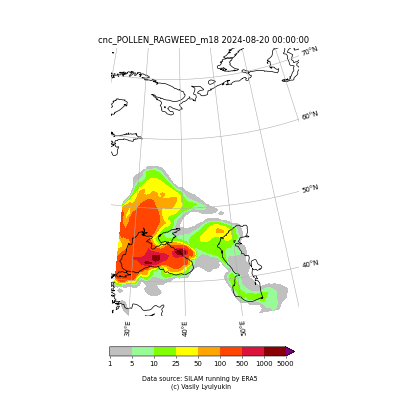 cnc_POLLEN_RAGWEED_m18 2024-08-20 00:00:00
70°N
60°N
50°N
40°N
30°E
40°E
50°E
1 5 10 25 50 100 500 1000 5000
Data source: SILAM running by ERA5
(c) Vasily Lyulyukin